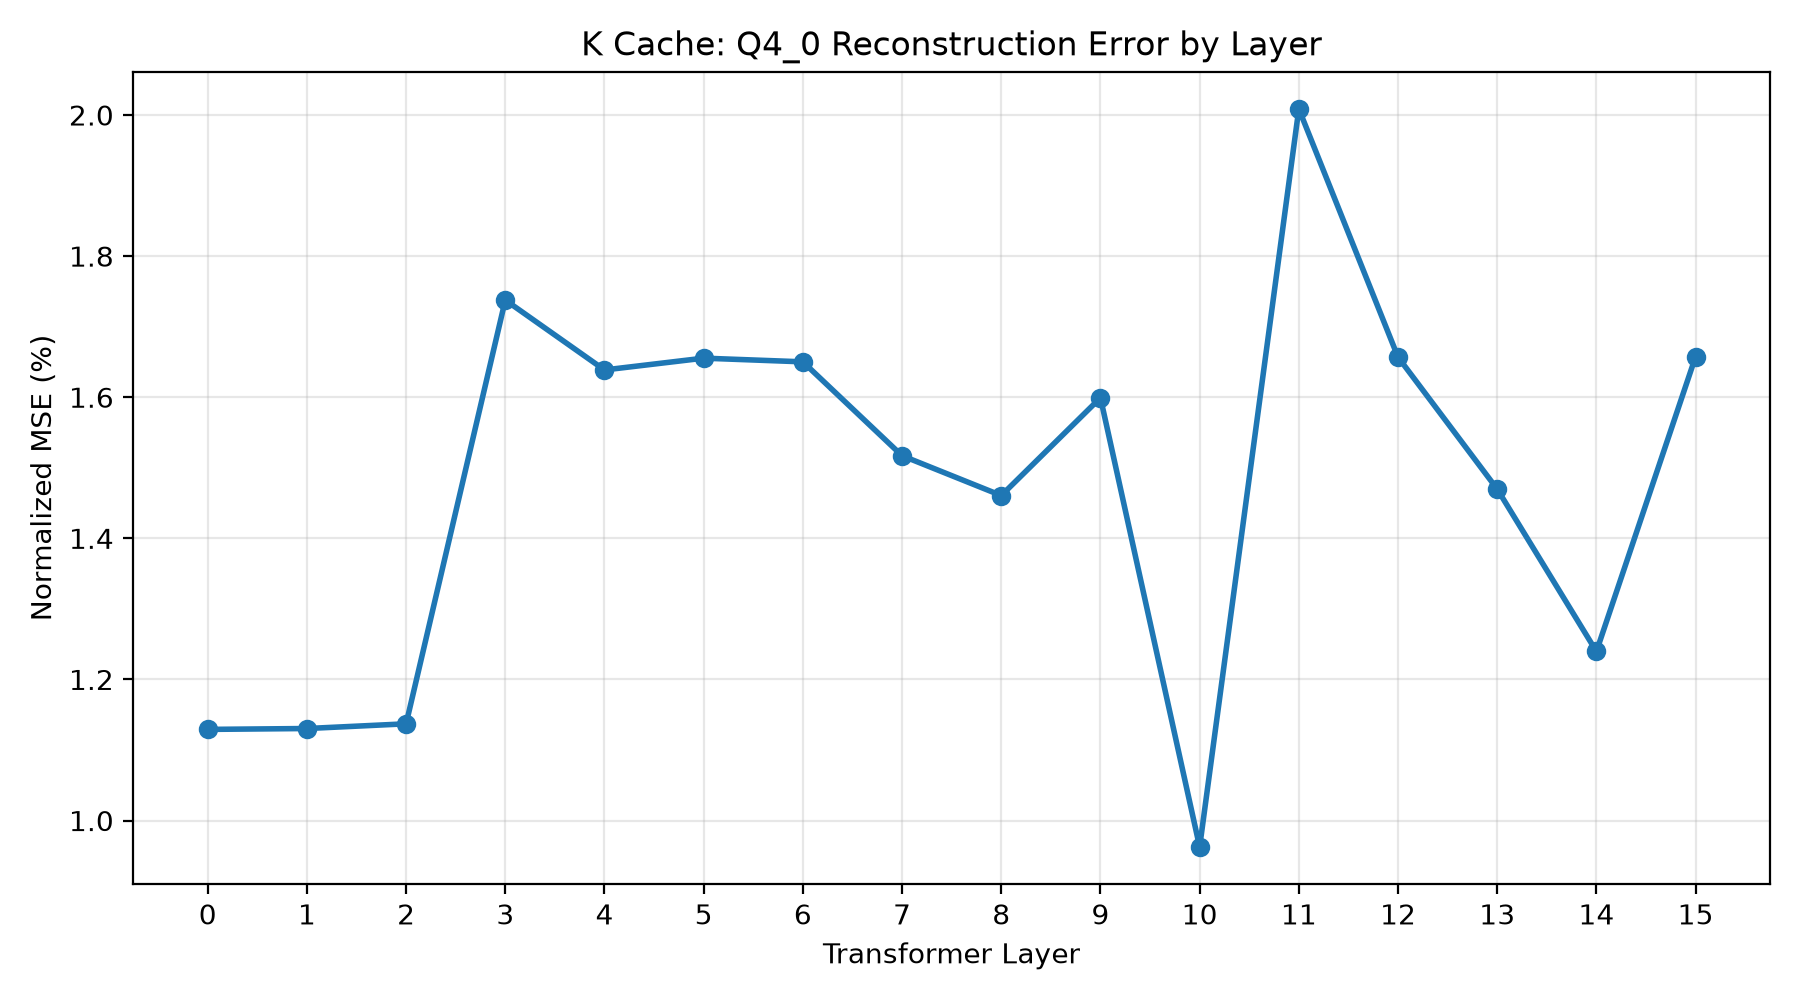 K Cache: Q4_0 Reconstruction Error by Layer
Normalized MSE (%)
2.0
1.8
1.6
1.4
1.2
1.0
0 1 2 3 4 5 6 7 8 9 10 11 12 13 14 15
Transformer Layer